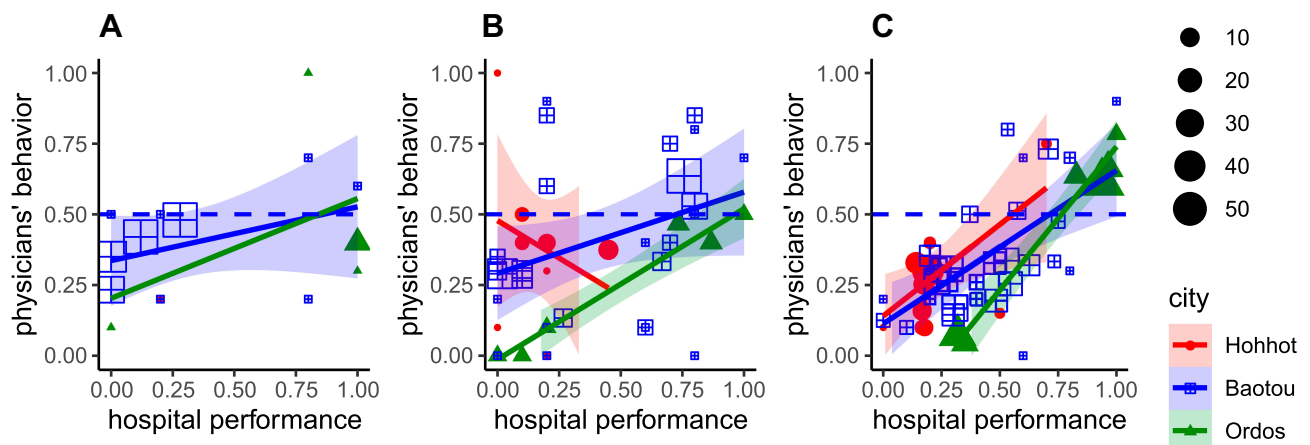 A
B
C
physicians' behavior
1.00
0.75
0.50
0.25
0.00
0.00 0.25 0.50 0.75 1.00
hospital performance
physicians' behavior
1.00
0.75
0.50
0.25
0.00
0.00 0.25 0.50 0.75 1.00
hospital performance
physicians' behavior
1.00
0.75
0.50
0.25
0.00
0.00 0.25 0.50 0.75 1.00
hospital performance
10
20
30
40
50
city
Hohhot
Baotou
Ordos